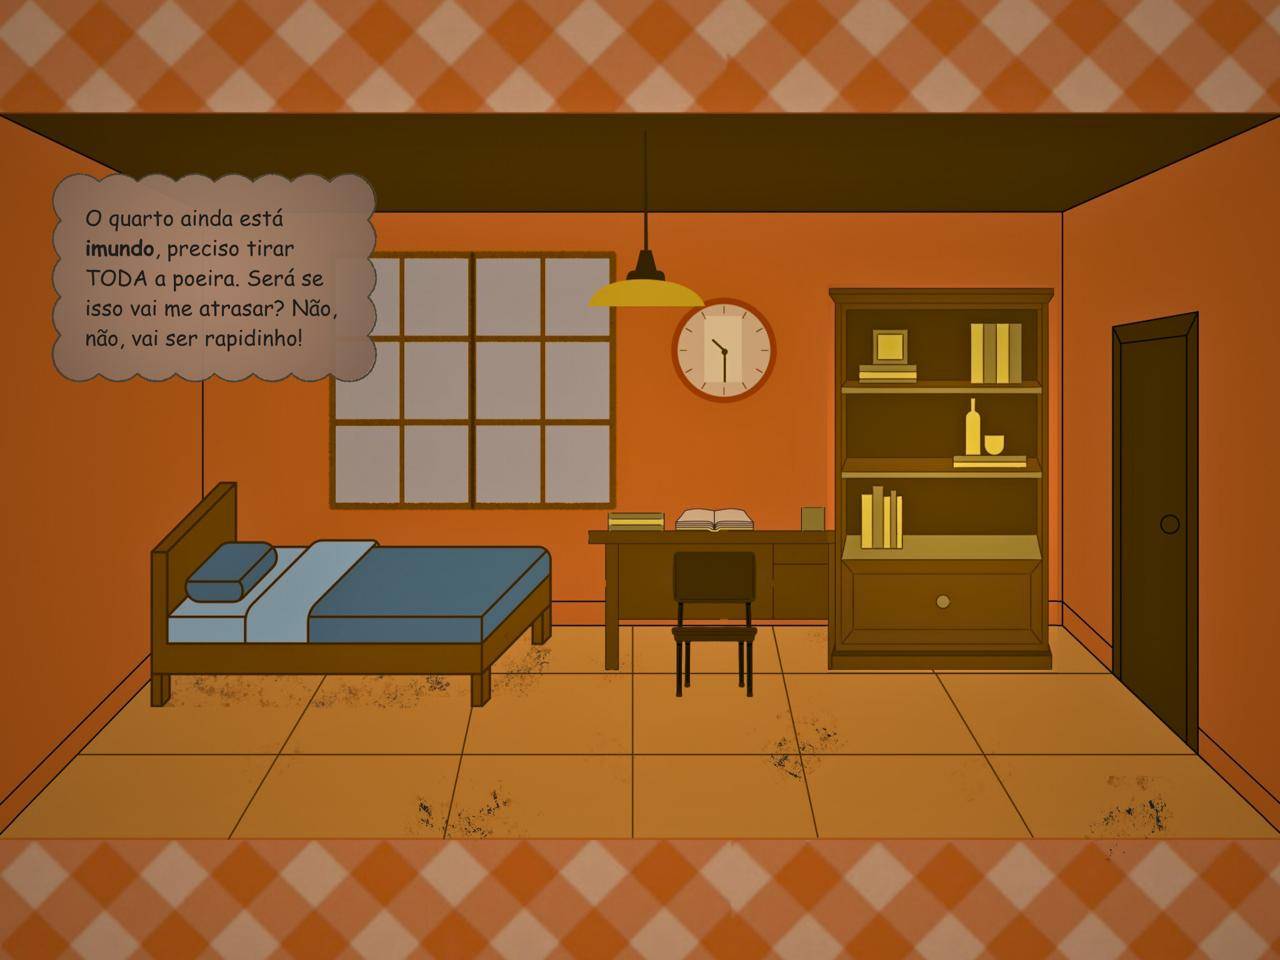 O quarto ainda está
imundo, preciso tirar
TODA a poeira. Será se
isso vai me atrasar? Não,
não, vai ser rapidinho!